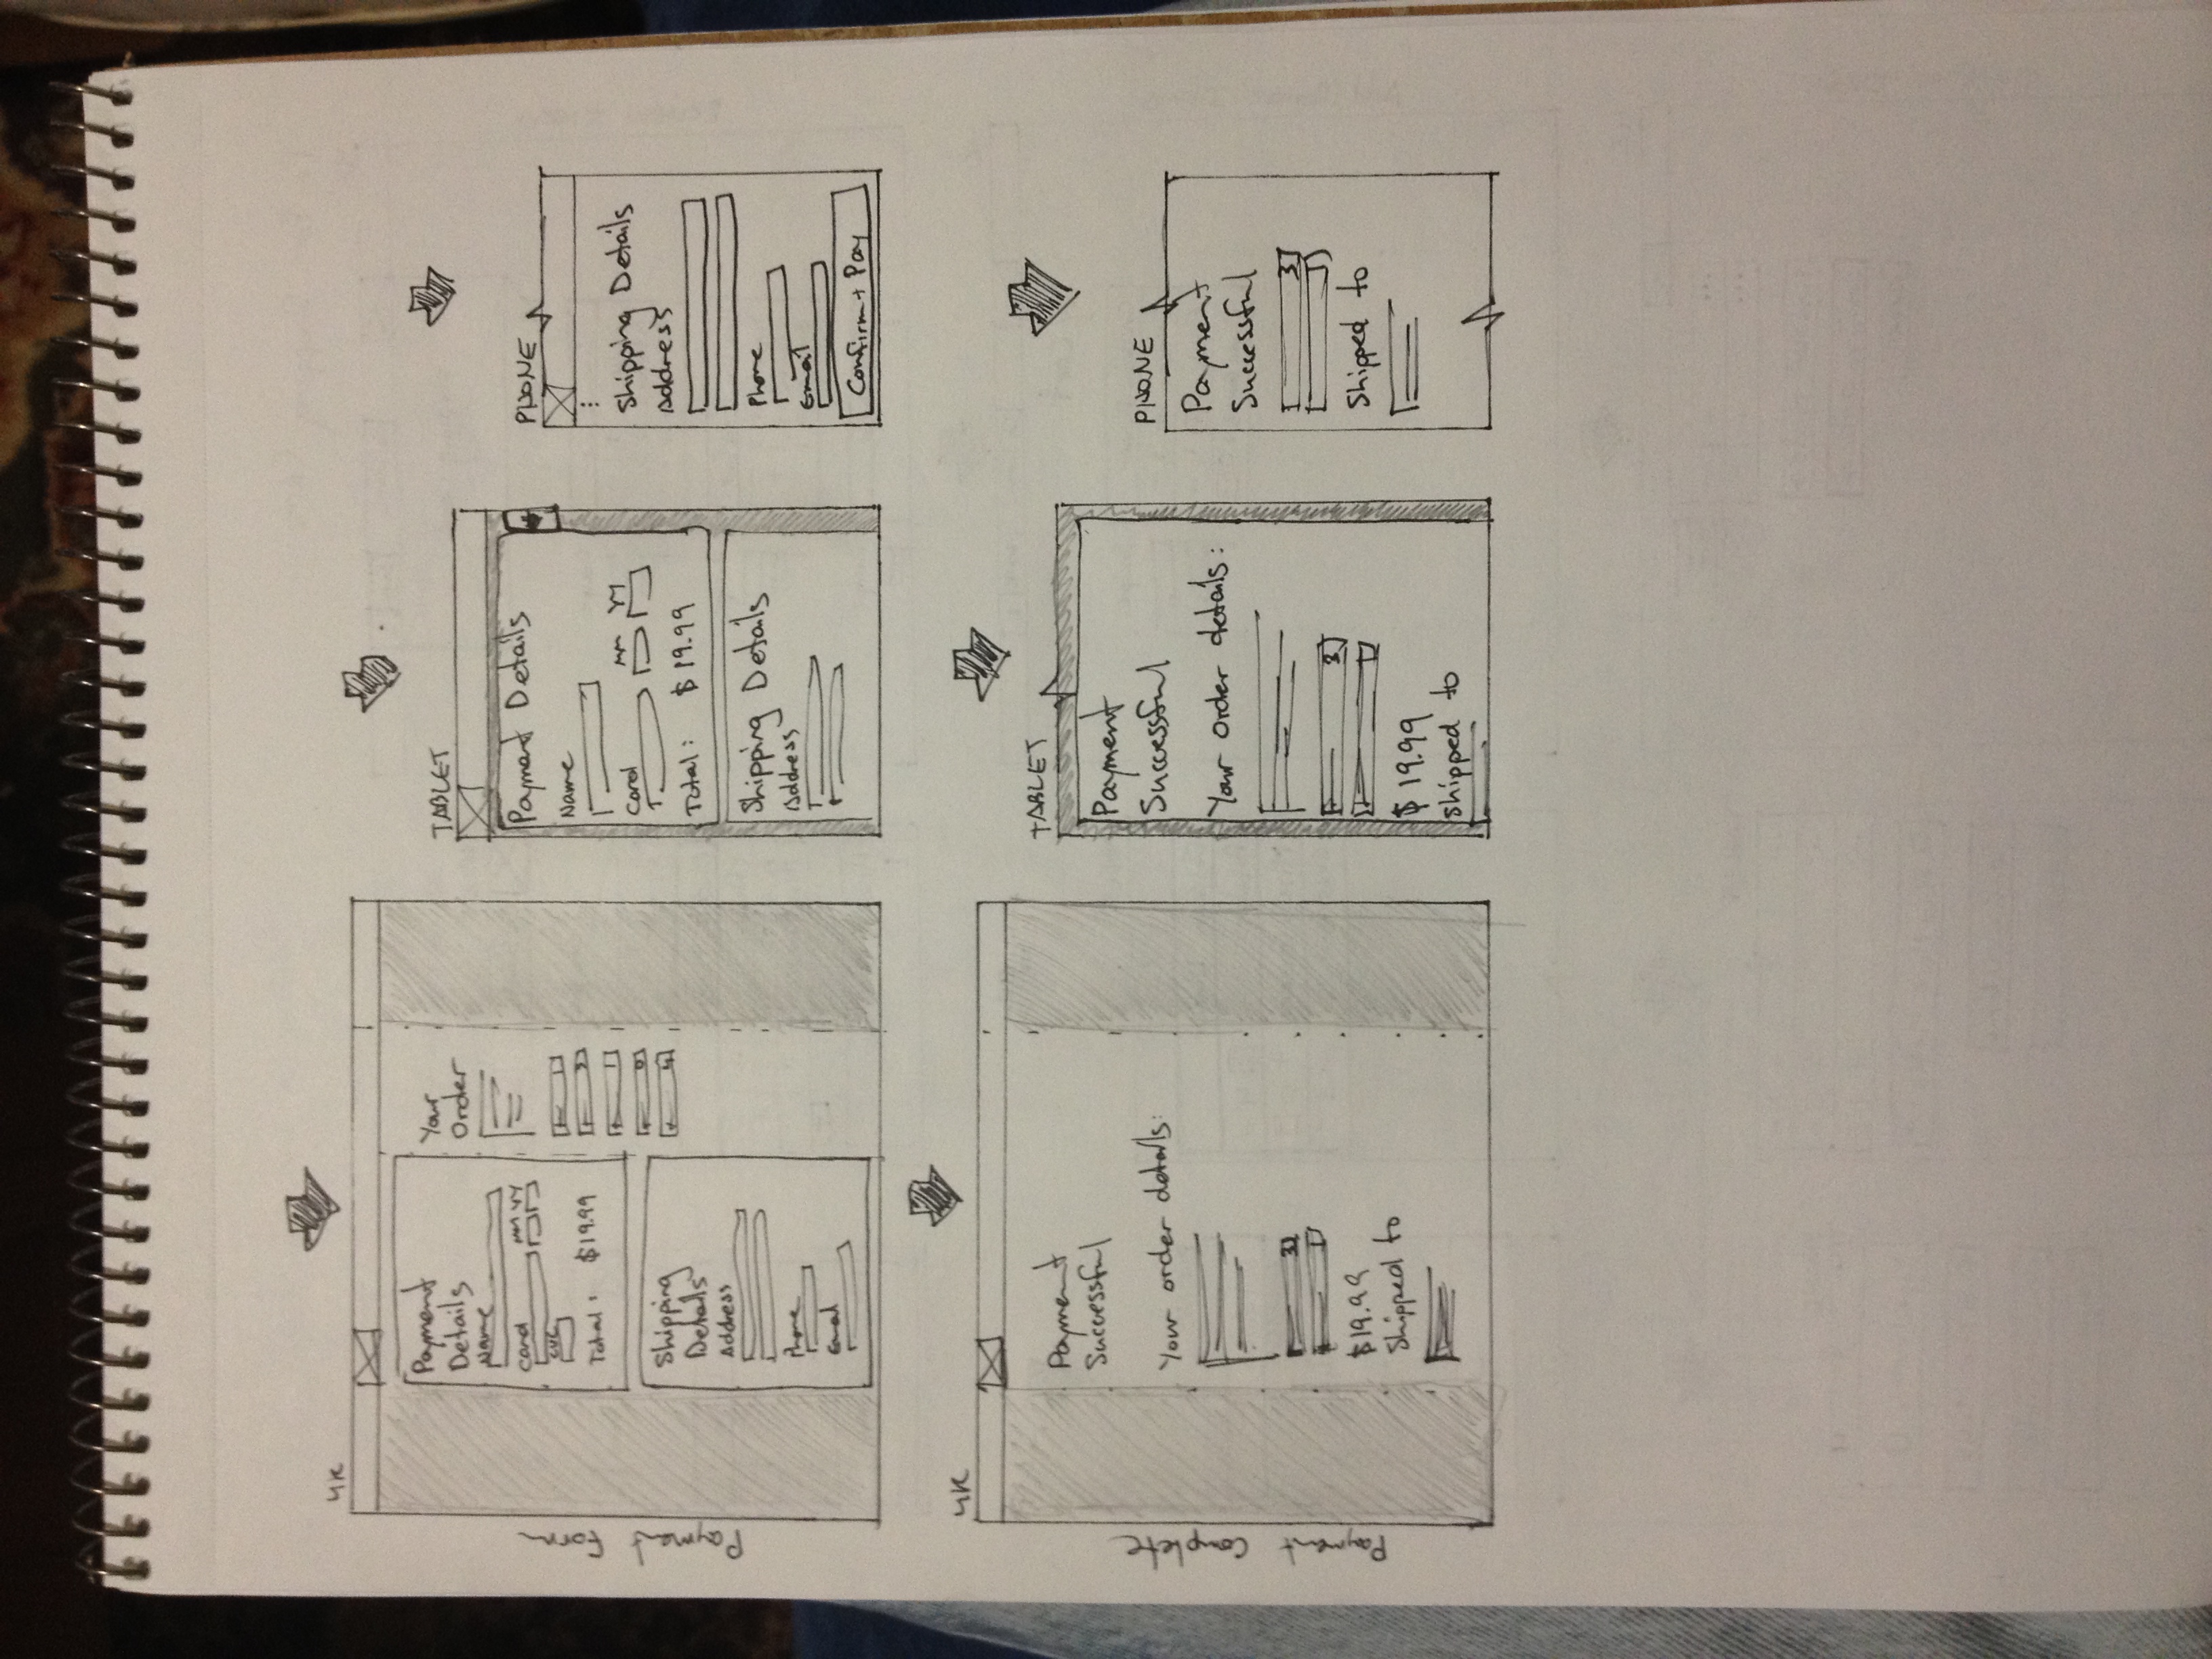 Payment Form
4K
Payment
Details
Name
Card MM YY
CVC
Total: $19.99
Shipping
Details
Address
Phone
Email
Your
Order
TABLET
Payment Details
Name
Card MM YY
Total: $19.99
Shipping Details
Address
PHONE
Shipping Details
Address
Phone
Email
Confirm + Pay
Payment Complete
4K
Payment
Successful
Your order details:
3
1
$19.99
Shipped to
TABLET
Payment
Successful
Your order details:
3
1
$19.99
shipped to
PHONE
Payment
Successful
3
1
Shipped to